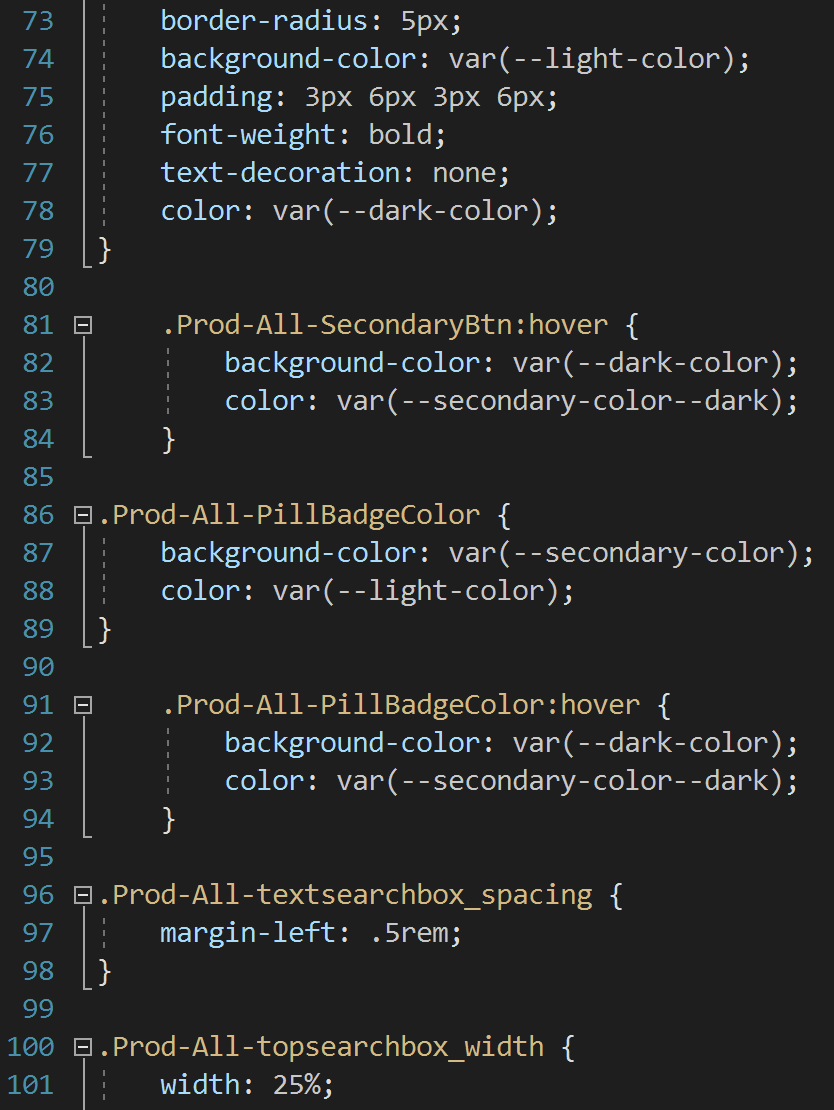 73 border-radius: 5px;
74 background-color: var(--light-color);
75 padding: 3px 6px 3px 6px;
76 font-weight: bold;
77 text-decoration: none;
78 color: var(--dark-color);
79 }
80
81 .Prod-All-SecondaryBtn:hover {
82 background-color: var(--dark-color);
83 color: var(--secondary-color--dark);
84 }
85
86 .Prod-All-PillBadgeColor {
87 background-color: var(--secondary-color);
88 color: var(--light-color);
89 }
90
91 .Prod-All-PillBadgeColor:hover {
92 background-color: var(--dark-color);
93 color: var(--secondary-color--dark);
94 }
95
96 .Prod-All-textsearchbox_spacing {
97 margin-left: .5rem;
98 }
99
100 .Prod-All-topsearchbox_width {
101 width: 25%;